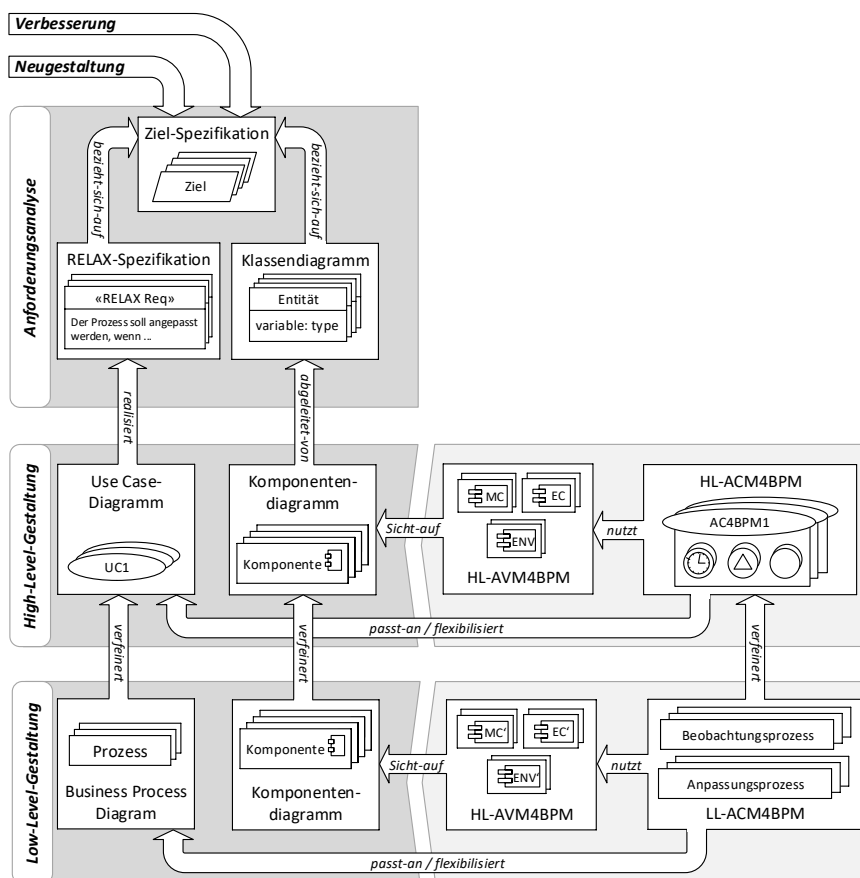 Verbesserung
Neugestaltung
Anforderungsanalyse
Ziel-Spezifikation
Ziel
bezieht-sich-auf
bezieht-sich-auf
RELAX-Spezifikation
«RELAX Req»
Der Prozess soll angepasst
werden, wenn ...
Klassendiagramm
Entität
variable: type
realisiert
abgeleitet-von
High-Level-Gestaltung
Use Case-
Diagramm
UC1
Komponenten-
diagramm
Komponente
Sicht-auf
MC
EC
ENV
HL-AVM4BPM
nutzt
HL-ACM4BPM
AC4BPM1
passt-an / flexibilisiert
verfeinert
verfeinert
verfeinert
Low-Level-Gestaltung
Prozess
Business Process
Diagram
Komponente
Komponenten-
diagramm
Sicht-auf
MC‘
EC‘
ENV‘
HL-AVM4BPM
nutzt
Beobachtungsprozess
Anpassungsprozess
LL-ACM4BPM
passt-an / flexibilisiert